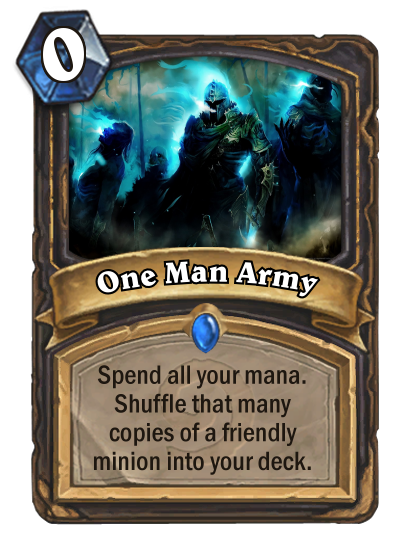 0
One Man Army
Spend all your mana.
Shuffle that many
copies of a friendly
minion into your deck.